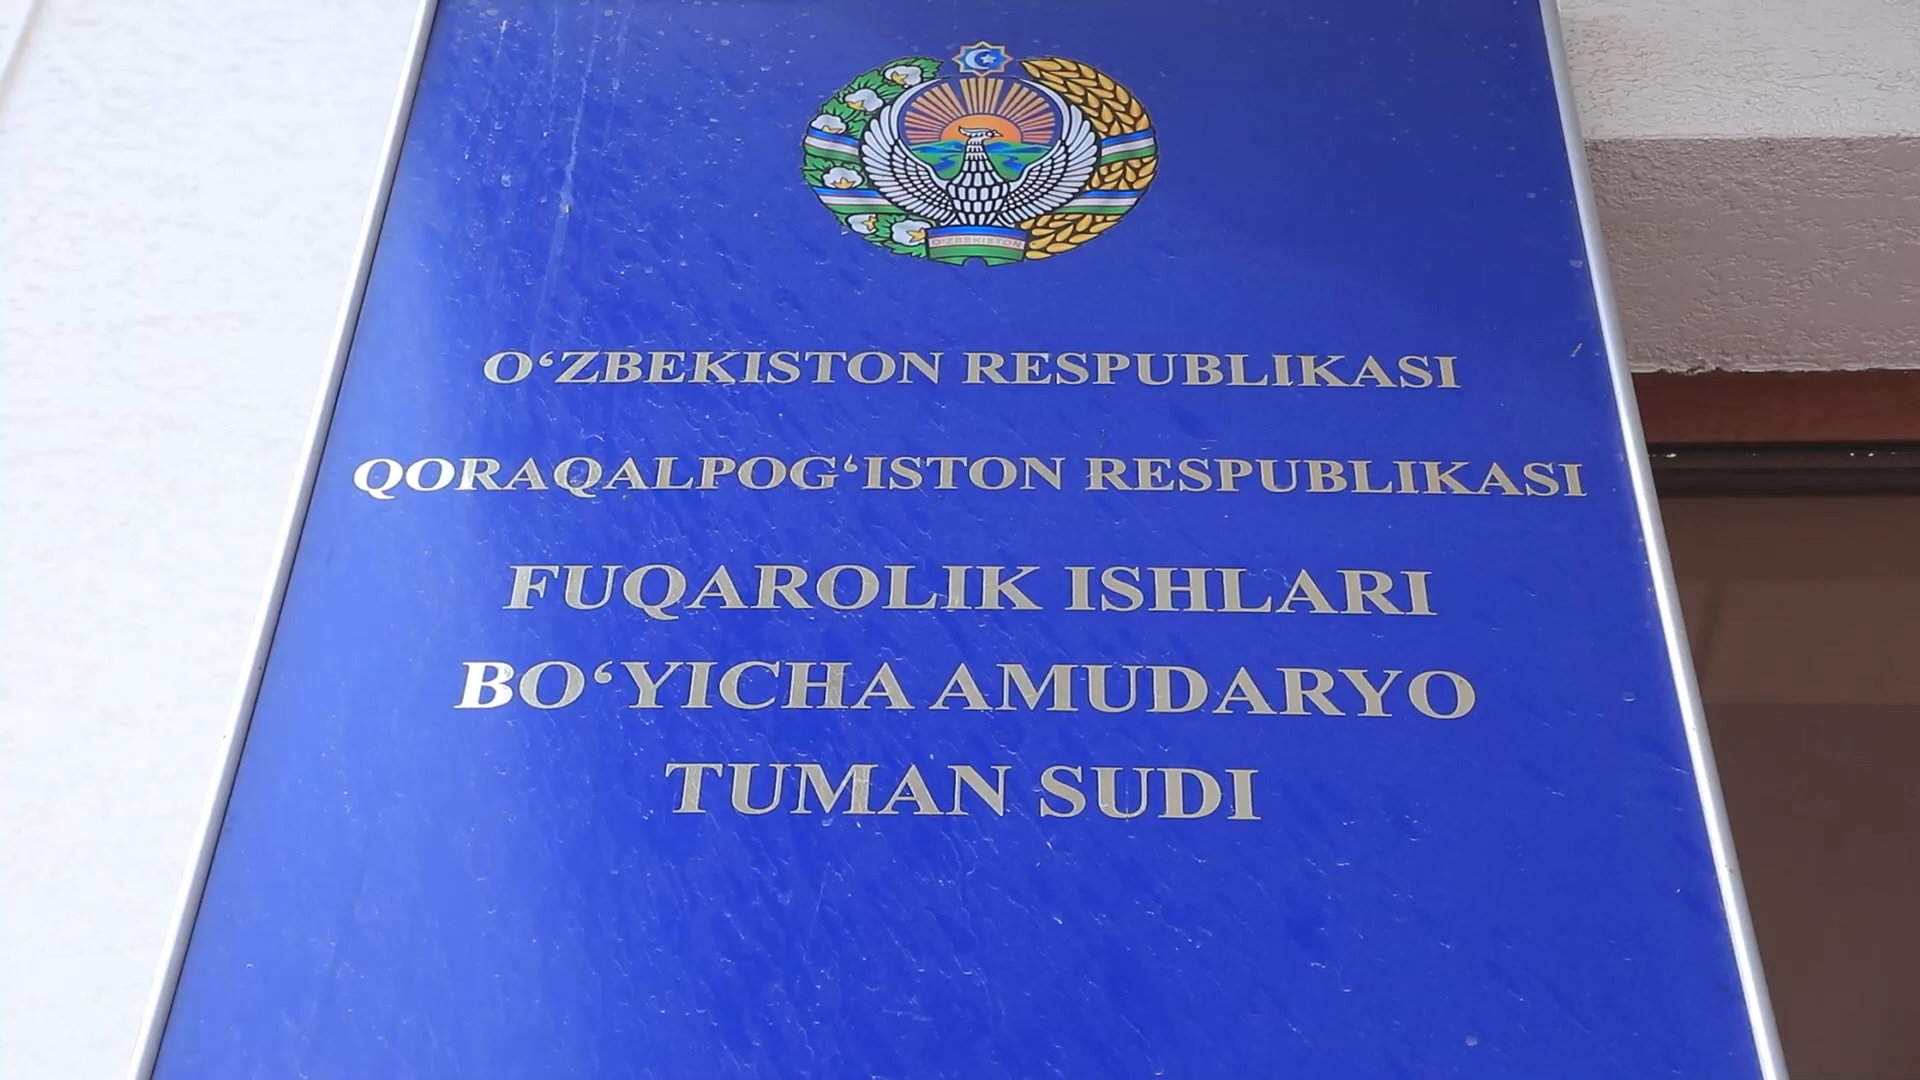 O‘ZBEKISTON
O‘ZBEKISTON RESPUBLIKASI
QORAQALPOG‘ISTON RESPUBLIKASI
FUQAROLIK ISHLARI
BO‘YICHA AMUDARYO
TUMAN SUDI